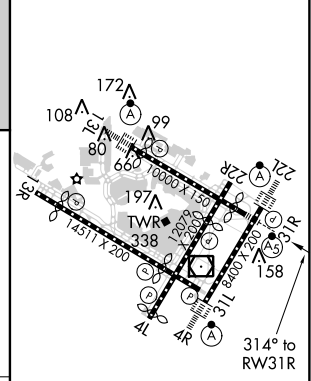 172
A
108
99
13L
80
660
P
22L
A
22R
10000 X 150
13R
P
197
TWR
338
12079
X 200
P
31R
A5
158
14511 X 200
8400 X 200
P
P
P
31L
4L
4R
A
314° to
RW31R